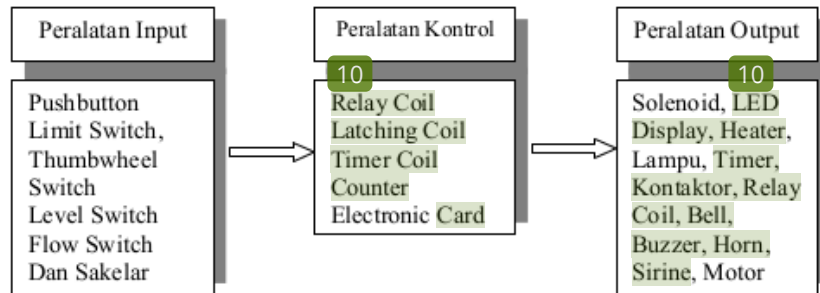 Peralatan Input
Pushbutton
Limit Switch,
Thumbwheel
Switch
Level Switch
Flow Switch
Dan Sakelar
Peralatan Kontrol
10
Relay Coil
Latching Coil
Timer Coil
Counter
Electronic Card
Peralatan Output
10
Solenoid, LED
Display, Heater,
Lampu, Timer,
Kontaktor, Relay
Coil, Bell,
Buzzer, Horn,
Sirine, Motor